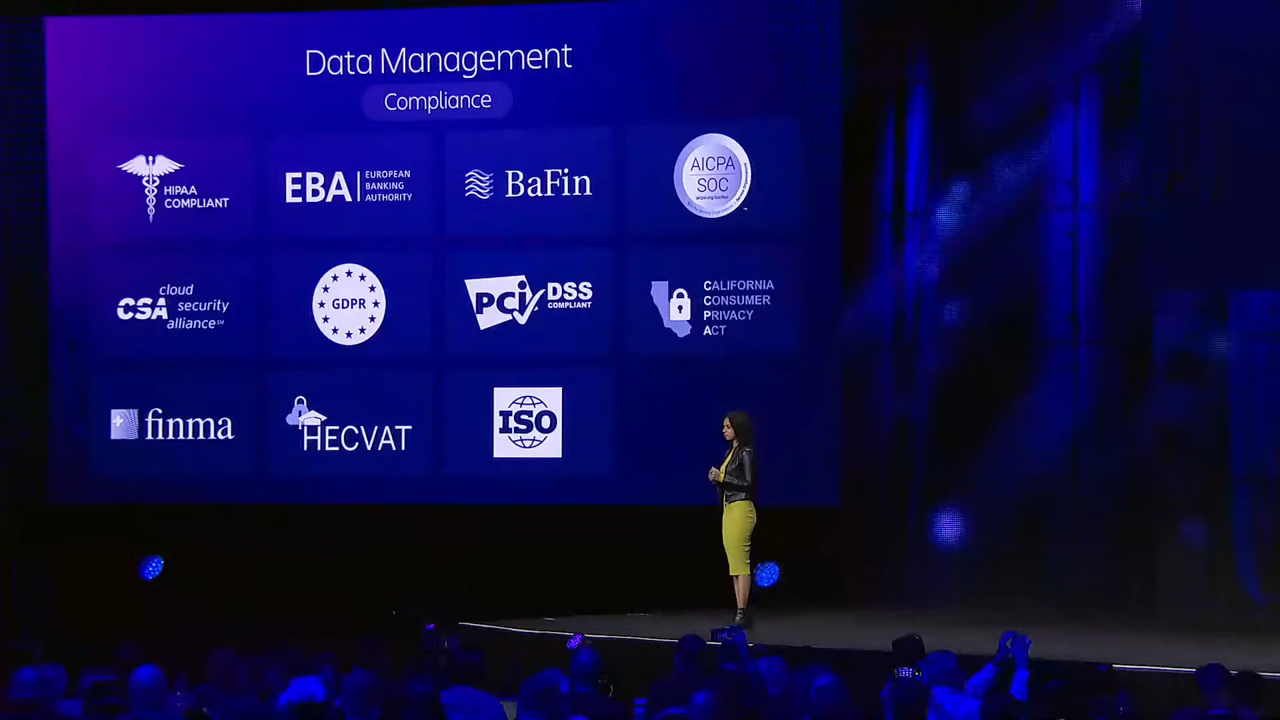 Data Management
Compliance
HIPAA
COMPLIANT
EBA
EUROPEAN
BANKING
AUTHORITY
BaFin
AICPA
SOC
CSA
cloud
security
alliance
GDPR
PCi
DSS
COMPLIANT
CALIFORNIA
CONSUMER
PRIVACY
ACT
finma
HECVAT
ISO